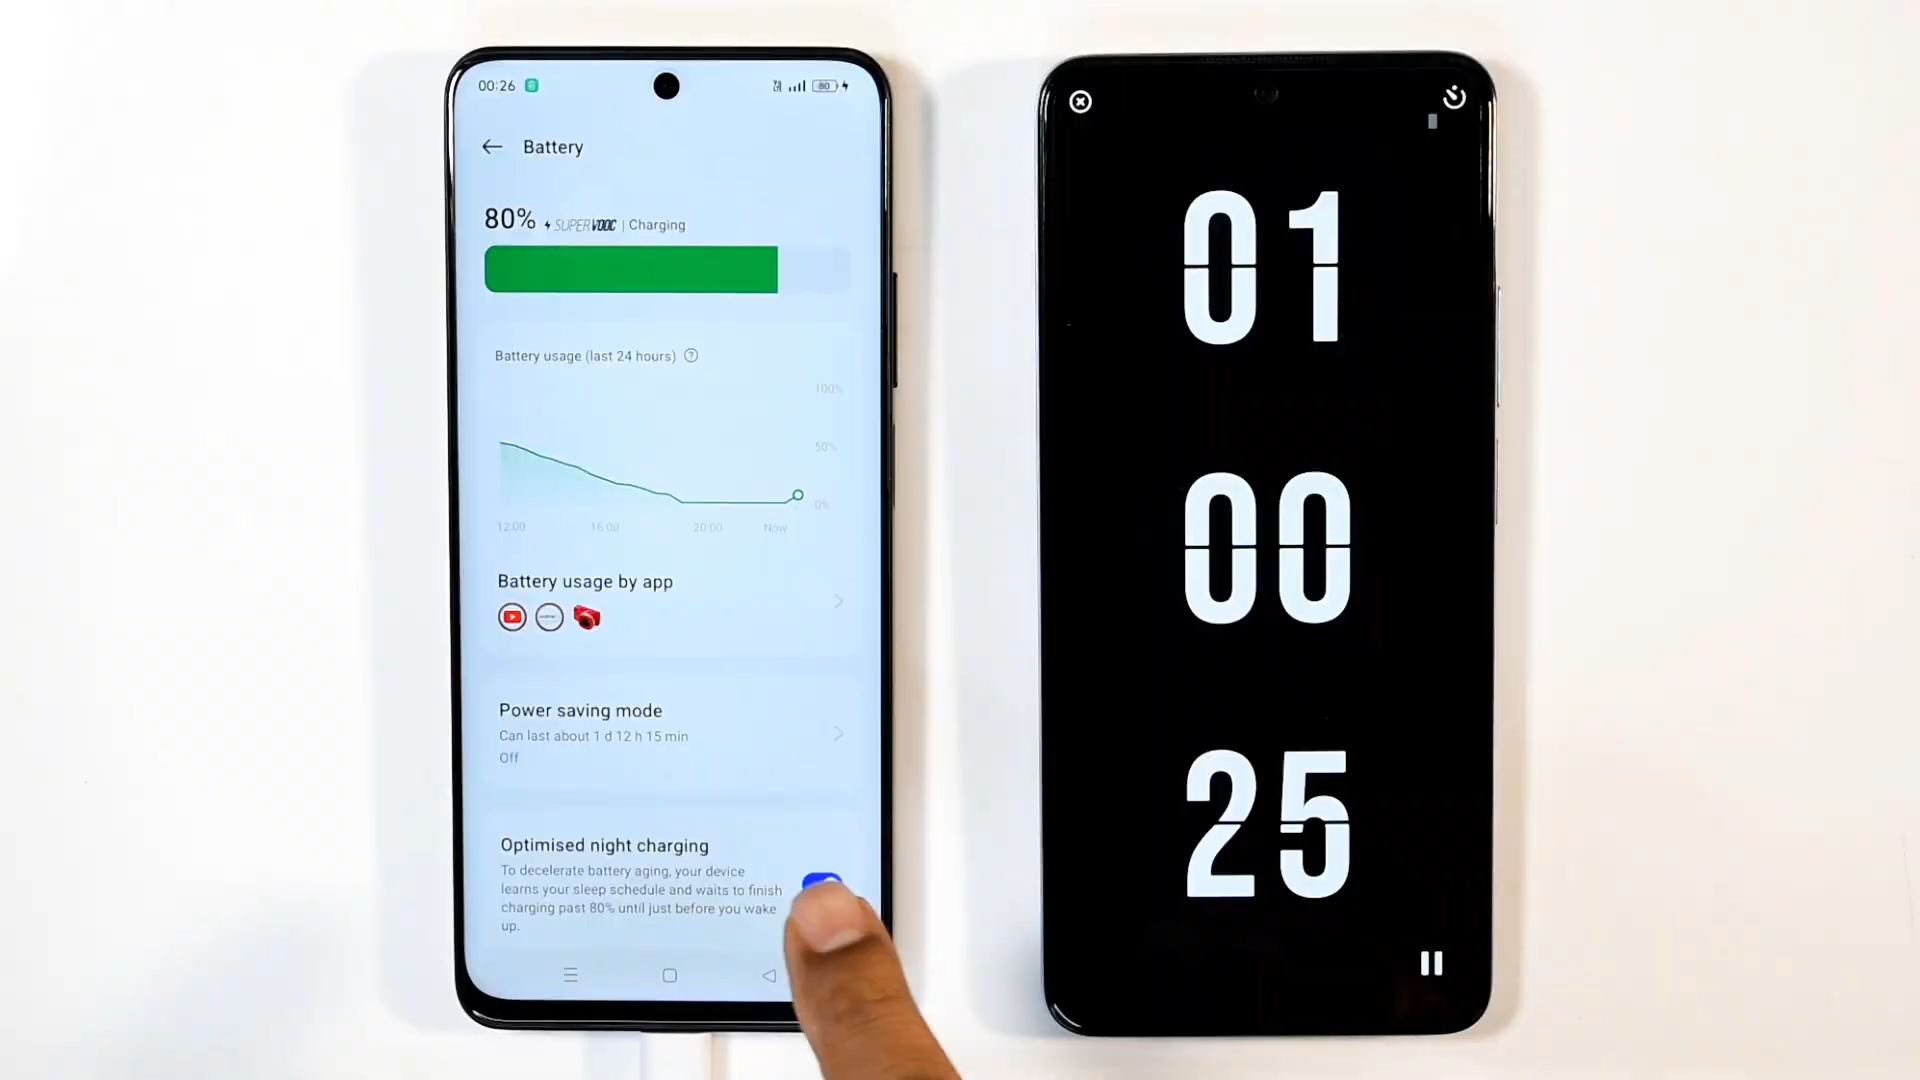 00:26
80
Battery
80% SUPERVOOC | Charging
Battery usage (last 24 hours) ?
100%
50%
0%
12:00 16:00 20:00 Now
Battery usage by app
Power saving mode
Can last about 1 d 12 h 15 min
Off
Optimised night charging
To decelerate battery aging, your device
learns your sleep schedule and waits to finish
charging past 80% until just before you wake
up.
01
00
25